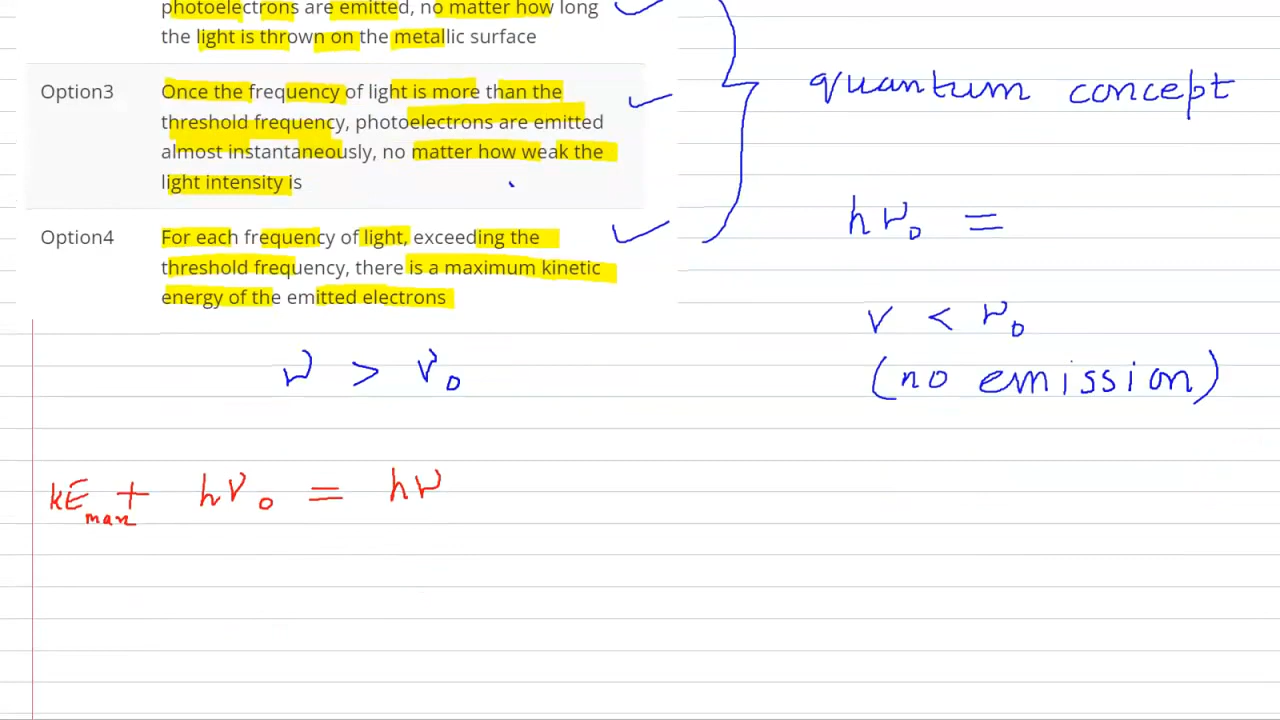 photoelectrons are emitted, no matter how long
the light is thrown on the metallic surface
Option3
Once the frequency of light is more than the
threshold frequency, photoelectrons are emitted
almost instantaneously, no matter how weak the
light intensity is
Option4
For each frequency of light, exceeding the
threshold frequency, there is a maximum kinetic
energy of the emitted electrons
quantum concept
hν₀ =
ν < ν₀
(no emission)
ν > ν₀
KE max + hν₀ = hν